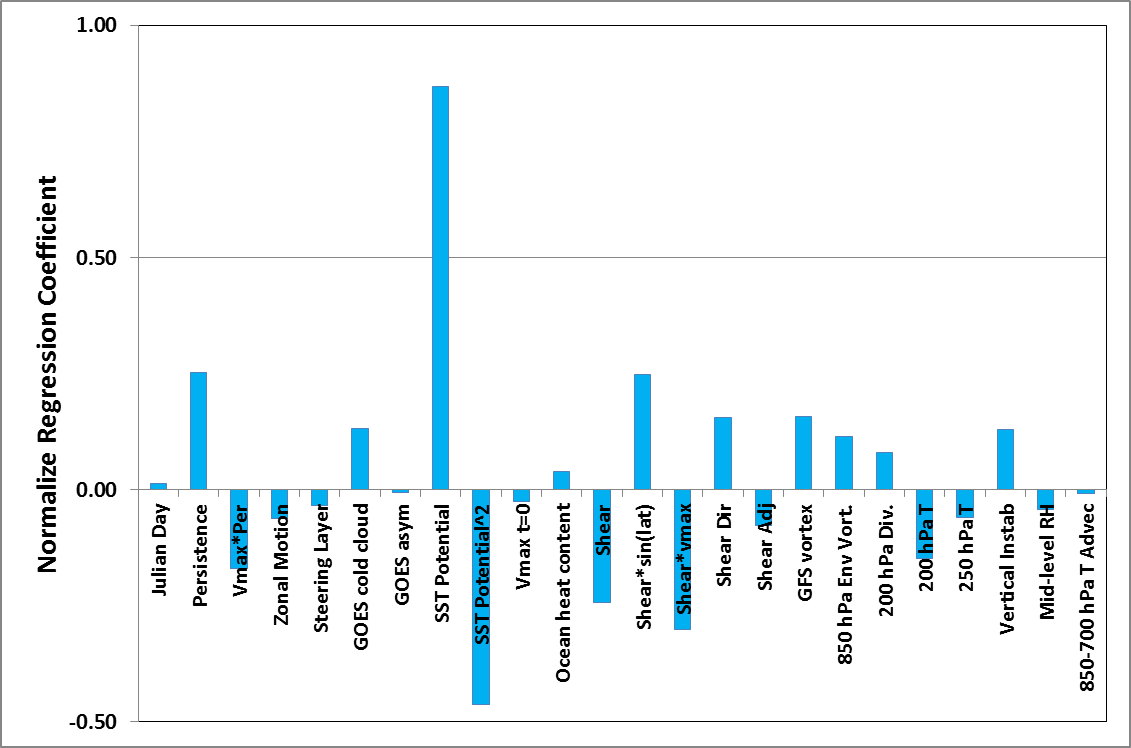 1.00
0.50
0.00
-0.50
Normalize Regression Coefficient
Julian Day
Persistence
Vmax*Per
Zonal Motion
Steering Layer
GOES cold cloud
GOES asym
SST Potential
SST Potential^2
Vmax t=0
Ocean heat content
Shear
Shear*sin(lat)
Shear*vmax
Shear Dir
Shear Adj
GFS vortex
850 hPa Env Vort.
200 hPa Div.
200 hPa T
250 hPa T
Vertical Instab
Mid-level RH
850-700 hPa T Advec